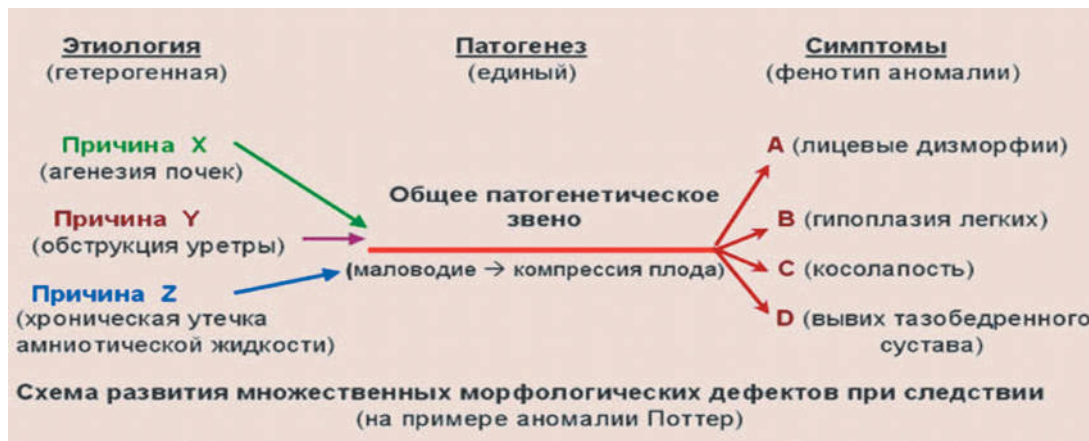 Этиология
(гетерогенная)
Патогенез
(единый)
Симптомы
(фенотип аномалии)
Причина X
(агенезия почек)
Причина Y
(обструкция уретры)
Причина Z
(хроническая утечка
амниотической жидкости)
Общее патогенетическое
звено
(маловодие → компрессия плода)
A (лицевые дизморфии)
B (гипоплазия легких)
C (косолапость)
D (вывих тазобедренного
сустава)
Схема развития множественных морфологических дефектов при следствии
(на примере аномалии Поттер)